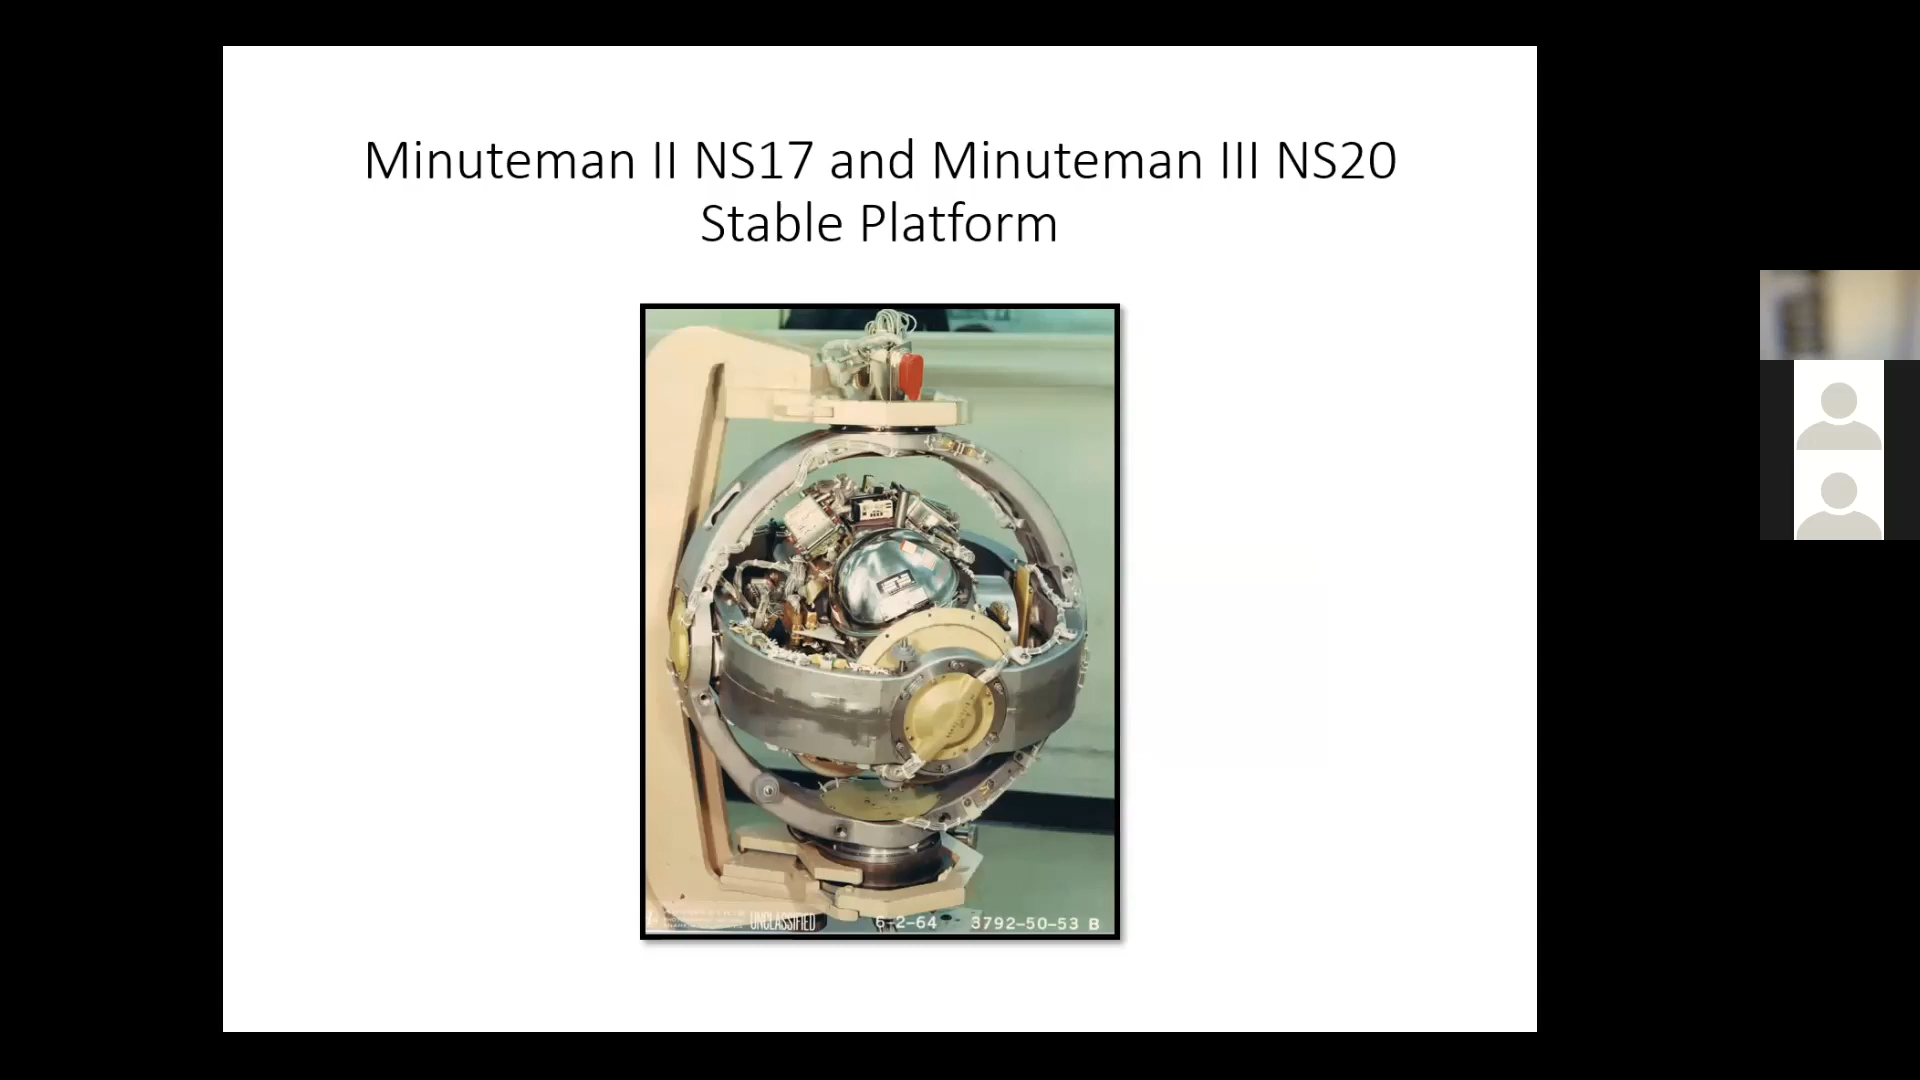 Minuteman II NS17 and Minuteman III NS20
Stable Platform
UNCLASSIFIED 6-2-64 3792-50-53 B